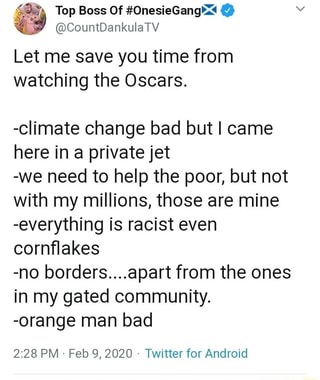 Top Boss Of #OnesieGang🏴󠁧󠁢󠁳󠁣󠁴󠁿
@CountDankulaTV
Let me save you time from
watching the Oscars.
-climate change bad but I came
here in a private jet
-we need to help the poor, but not
with my millions, those are mine
-everything is racist even
cornflakes
-no borders....apart from the ones
in my gated community.
-orange man bad
2:28 PM · Feb 9, 2020 · Twitter for Android